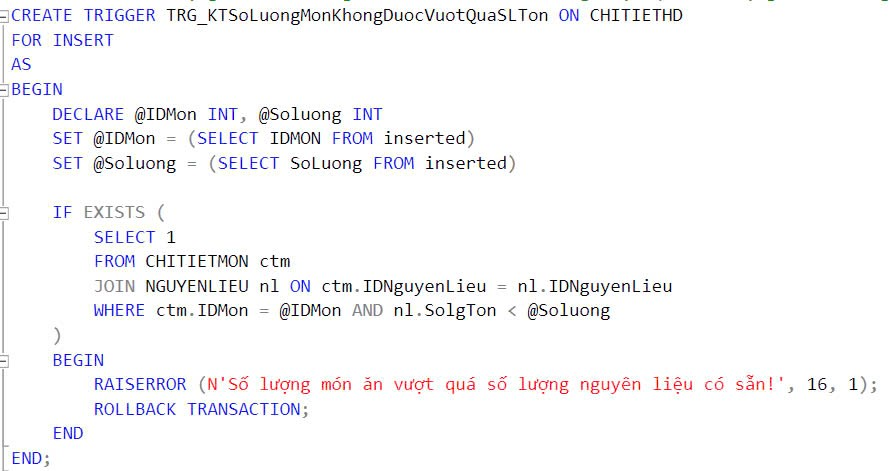 CREATE TRIGGER TRG_KTSoLuongMonKhongDuocVuotQuaSLTon ON CHITIETHD
FOR INSERT
AS
BEGIN
    DECLARE @IDMon INT, @Soluong INT
    SET @IDMon = (SELECT IDMON FROM inserted)
    SET @Soluong = (SELECT SoLuong FROM inserted)

    IF EXISTS (
        SELECT 1
        FROM CHITIETMON ctm
        JOIN NGUYENLIEU nl ON ctm.IDNguyenLieu = nl.IDNguyenLieu
        WHERE ctm.IDMon = @IDMon AND nl.SolgTon < @Soluong
    )
    BEGIN
        RAISERROR (N'Số lượng món ăn vượt quá số lượng nguyên liệu có sẵn!', 16, 1);
        ROLLBACK TRANSACTION;
    END
END;